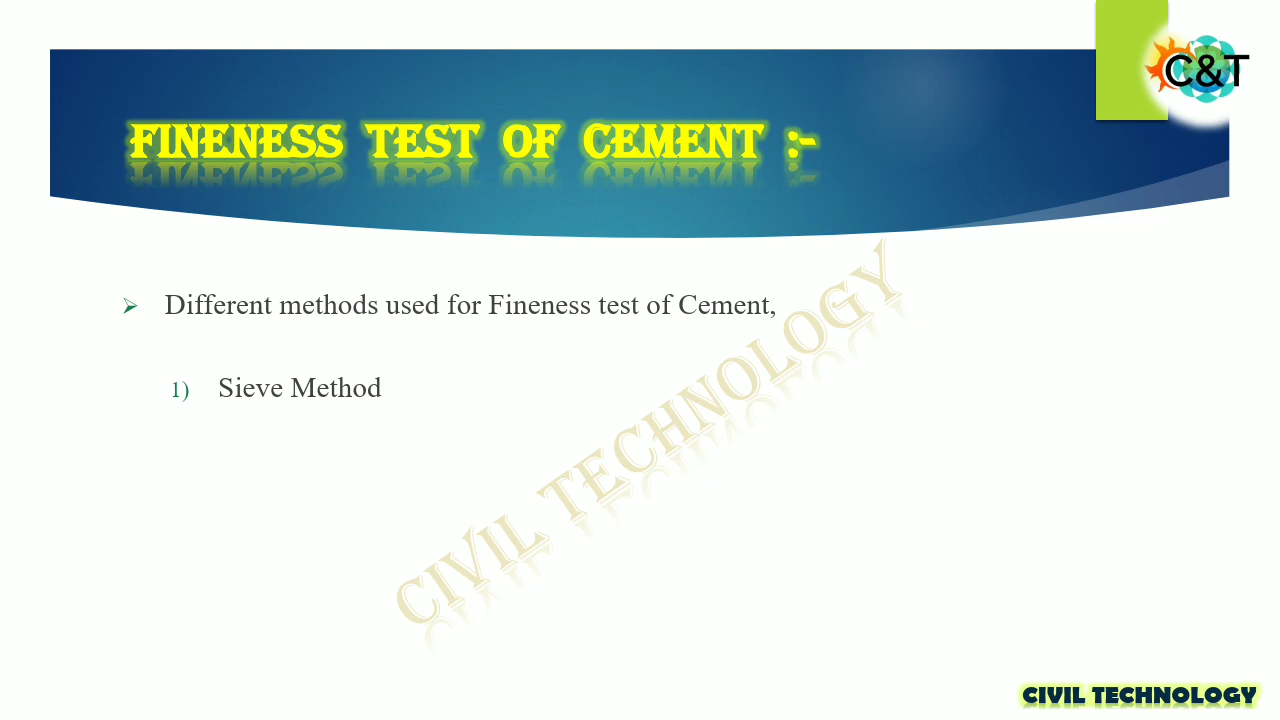 C&T
FINENESS TEST OF CEMENT :-
➢ Different methods used for Fineness test of Cement,
1) Sieve Method
CIVIL TECHNOLOGY
CIVIL TECHNOLOGY